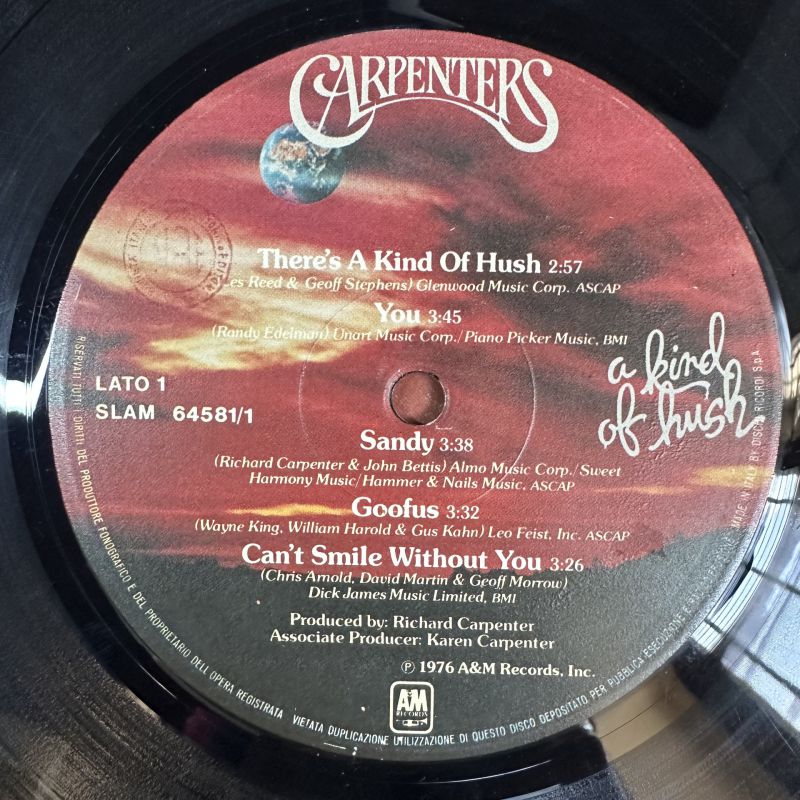 CARPENTERS
There's A Kind Of Hush 2:57
Les Reed & Geoff Stephens) Glenwood Music Corp. ASCAP
You 3:45
(Randy Edelman) Unart Music Corp./Piano Picker Music, BMI
a kind
of hush
LATO 1
SLAM 64581/1
Sandy 3:38
(Richard Carpenter & John Bettis) Almo Music Corp./Sweet
Harmony Music/Hammer & Nails Music, ASCAP
Goofus 3:32
(Wayne King, William Harold & Gus Kahn) Leo Feist, Inc. ASCAP
Can't Smile Without You 3:26
(Chris Arnold, David Martin & Geoff Morrow)
Dick James Music Limited, BMI
Produced by: Richard Carpenter
Associate Producer: Karen Carpenter
℗ 1976 A&M Records, Inc.
A&M
RECORDS
RISERVATI TUTTI I DIRITTI DEL PRODUTTORE FONOGRAFICO E DEL PROPRIETARIO DELL'OPERA REGISTRATA VIETATA DUPLICAZIONE UTILIZZAZIONE DI QUESTO DISCO DEPOSITATO PER PUBBLICA ESECUZIONE
MADE IN ITALY BY DISCHI RICORDI S.p.A.